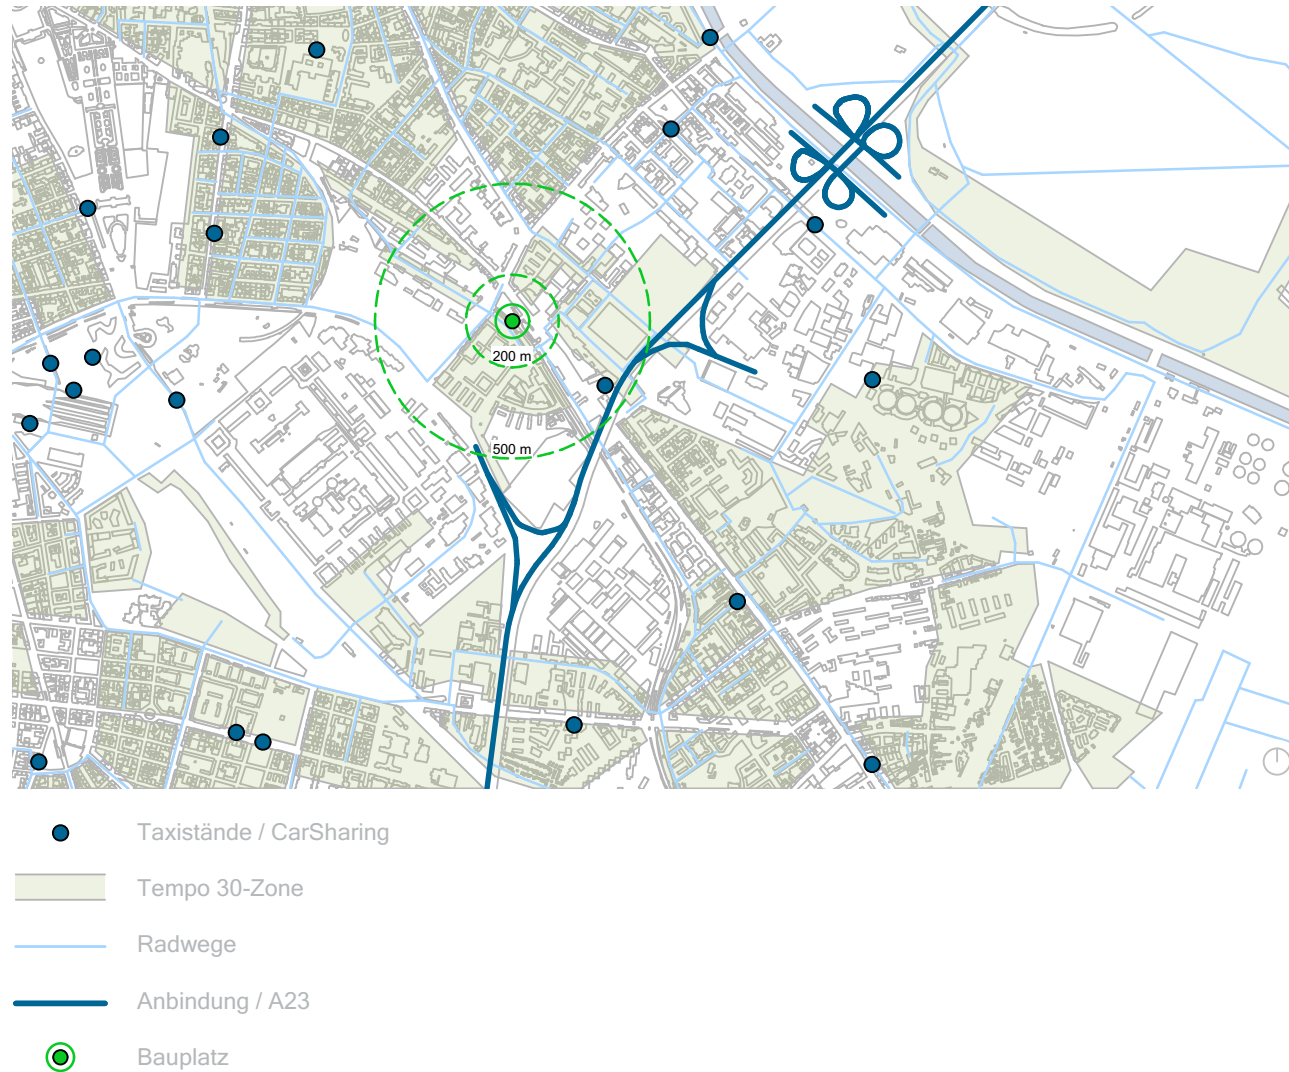 200 m
500 m
Taxistände / CarSharing
Tempo 30-Zone
Radwege
Anbindung / A23
Bauplatz